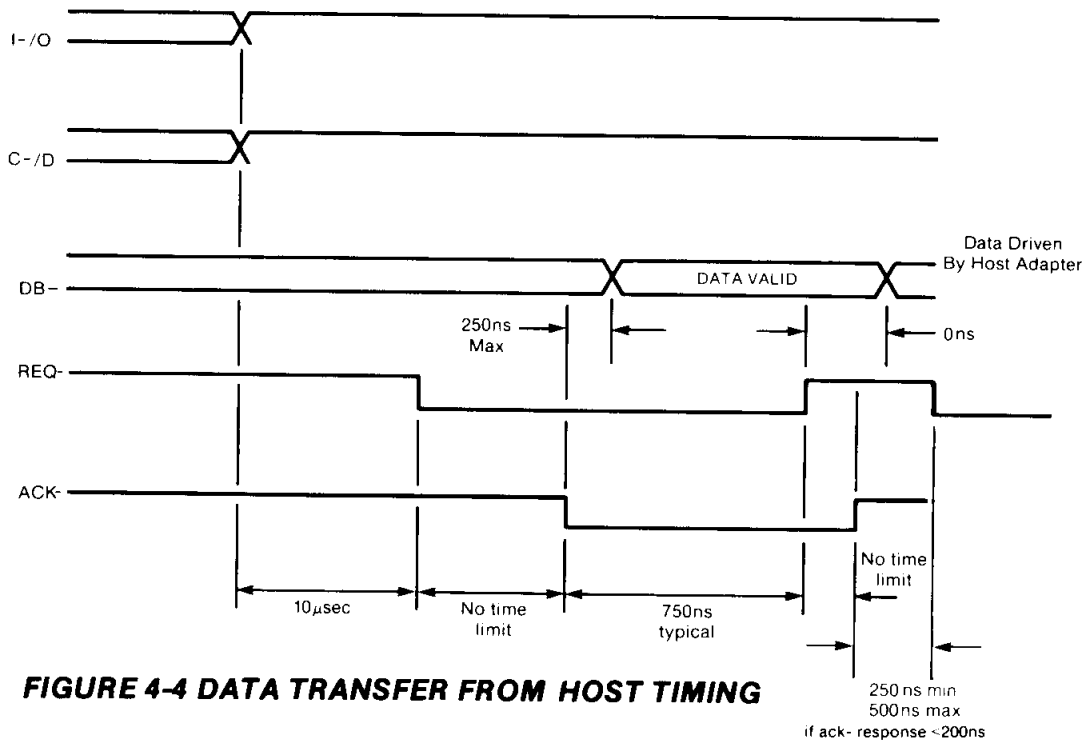 I-/O
C-/D
Data Driven
By Host Adapter
DATA VALID
DB-
250ns
Max
0ns
REQ-
ACK-
No time
limit
10μsec
No time
limit
750ns
typical
FIGURE 4-4 DATA TRANSFER FROM HOST TIMING
250 ns min
500ns max
if ack- response <200ns